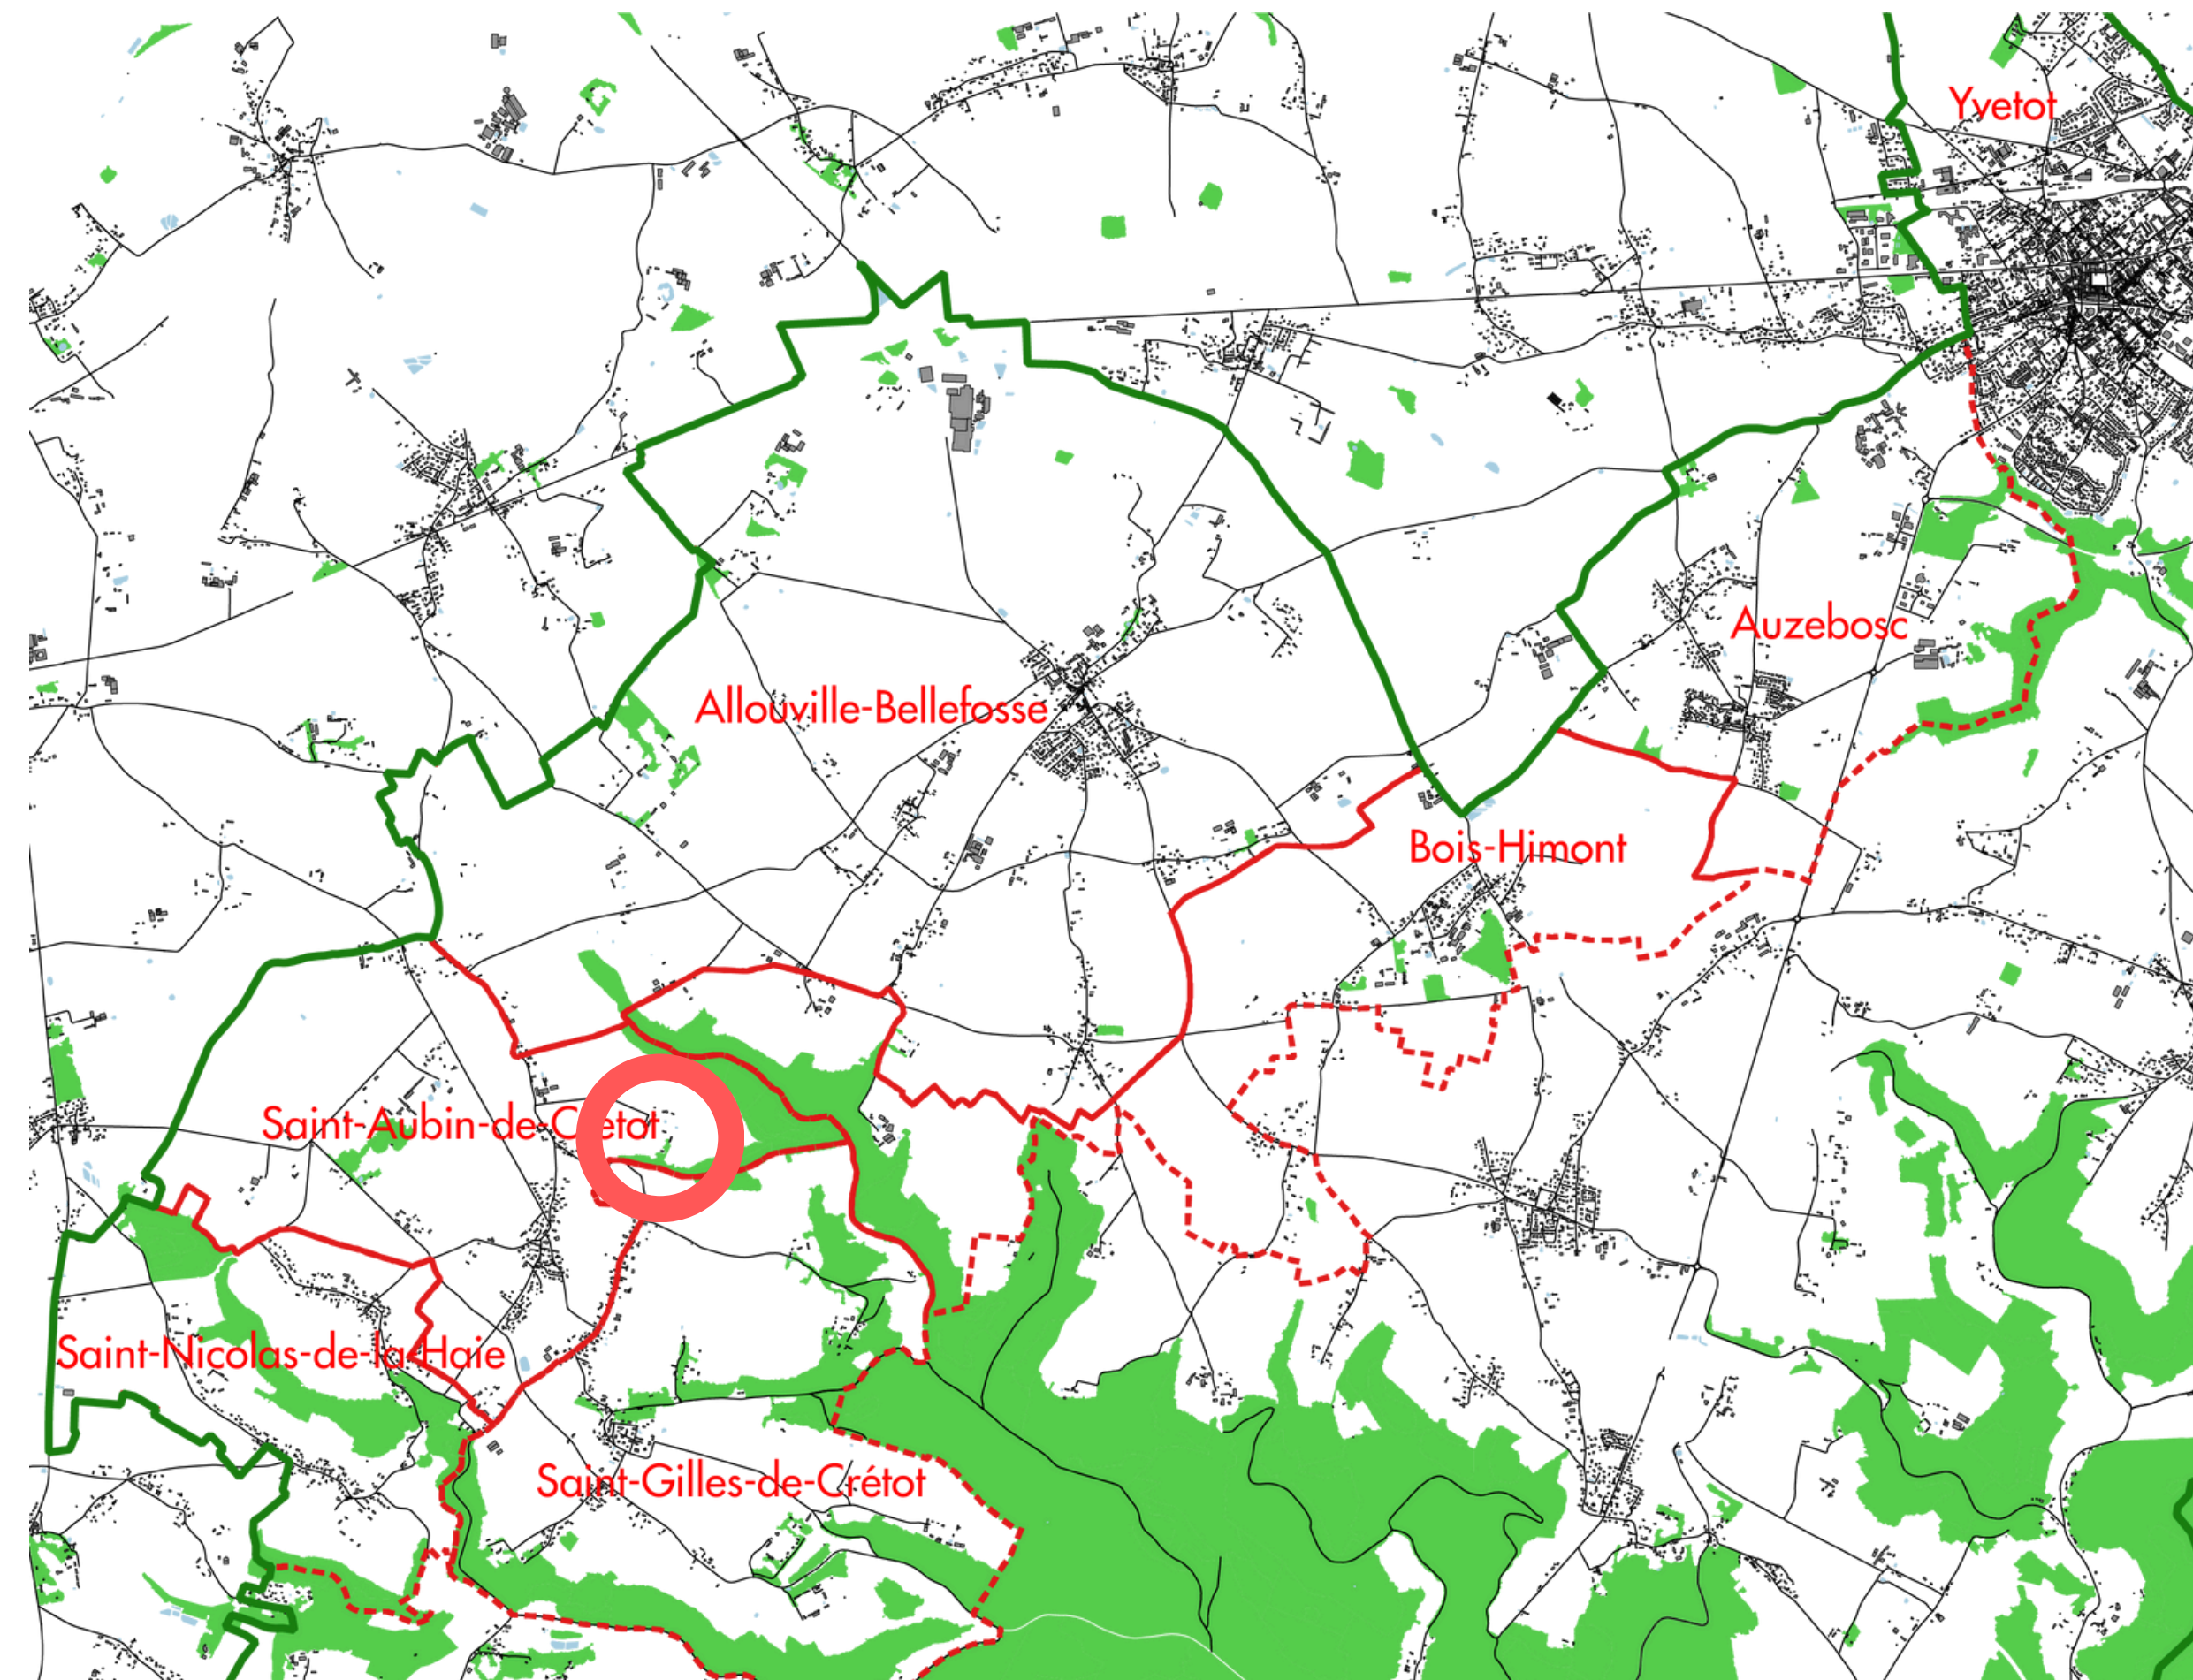 Yvetot
Auzebosc
Allouville-Bellefosse
Bois-Himont
Saint-Aubin-de-Crétot
Saint-Nicolas-de-la-Haie
Saint-Gilles-de-Crétot